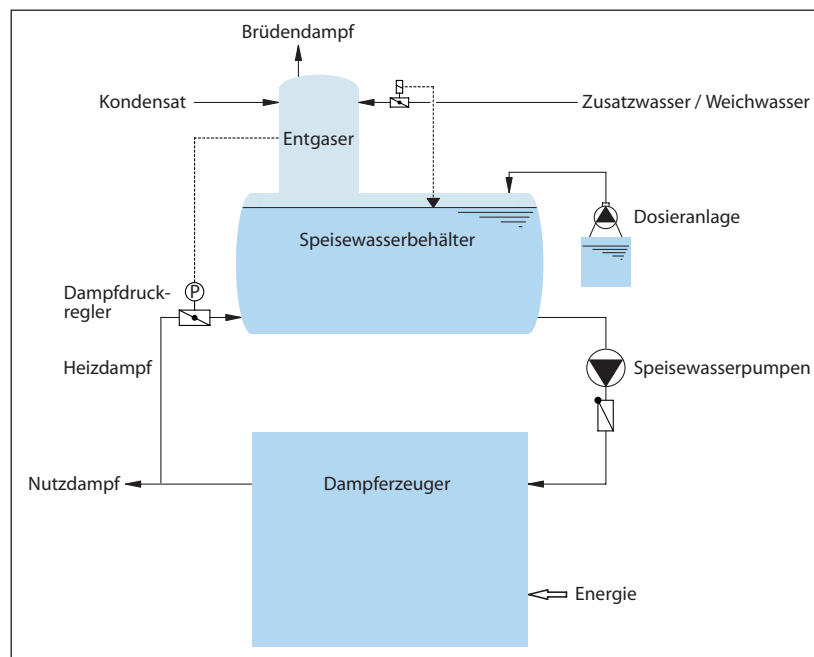 Brüdendampf
Kondensat
Zusatzwasser / Weichwasser
Entgaser
Dosieranlage
Speisewasserbehälter
Dampfdruck-
regler
P
Heizdampf
Speisewasserpumpen
Nutzdampf
Dampferzeuger
Energie